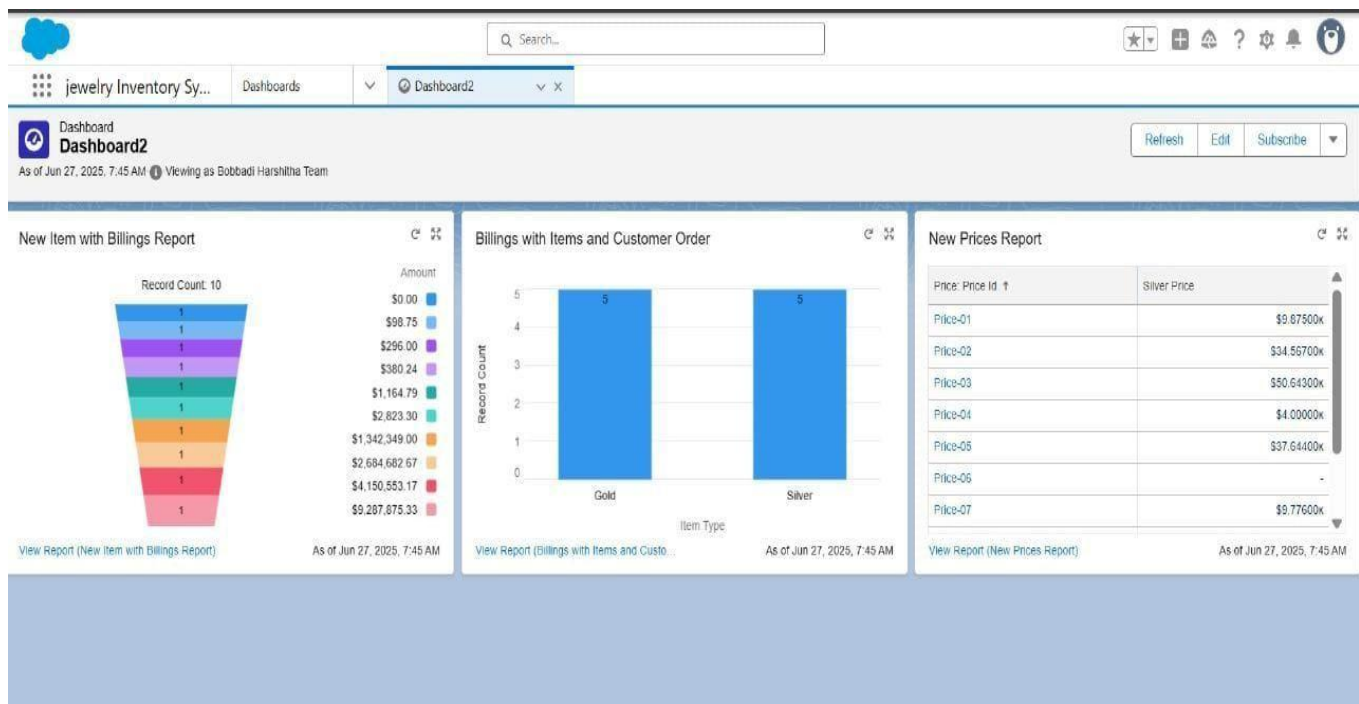 Search...
jewelry Inventory Sy...
Dashboards
Dashboard2
Dashboard
Dashboard2
As of Jun 27, 2025, 7:45 AM Viewing as Bobbadi Harshitha Team
Refresh
Edit
Subscribe
New Item with Billings Report
Record Count: 10
Amount
1 $0.00
1 $98.75
1 $296.00
1 $380.24
1 $1,164.79
1 $2,823.30
1 $1,342,349.00
1 $2,684,682.67
1 $4,150,553.17
1 $9,287,875.33
View Report (New Item with Billings Report)
As of Jun 27, 2025, 7:45 AM
Billings with Items and Customer Order
Record Count
5
4
3
2
1
0
5 5
Gold Silver
Item Type
View Report (Billings with Items and Custo...
As of Jun 27, 2025, 7:45 AM
New Prices Report
Price: Price Id ↑ Silver Price
Price-01 $9.87500K
Price-02 $34.56700K
Price-03 $50.64300K
Price-04 $4.00000K
Price-05 $37.64400K
Price-06 -
Price-07 $9.77600K
View Report (New Prices Report)
As of Jun 27, 2025, 7:45 AM